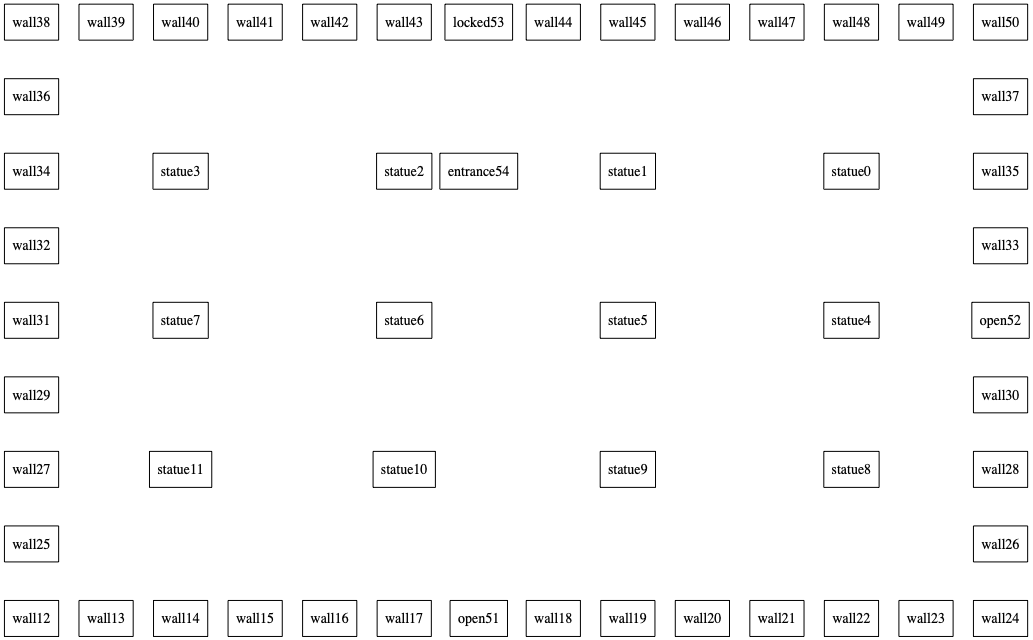 wall38 wall39 wall40 wall41 wall42 wall43 locked53 wall44 wall45 wall46 wall47 wall48 wall49 wall50
wall36 wall37
wall34 statue3 statue2 entrance54 statue1 statue0 wall35
wall32 wall33
wall31 statue7 statue6 statue5 statue4 open52
wall29 wall30
wall27 statue11 statue10 statue9 statue8 wall28
wall25 wall26
wall12 wall13 wall14 wall15 wall16 wall17 open51 wall18 wall19 wall20 wall21 wall22 wall23 wall24